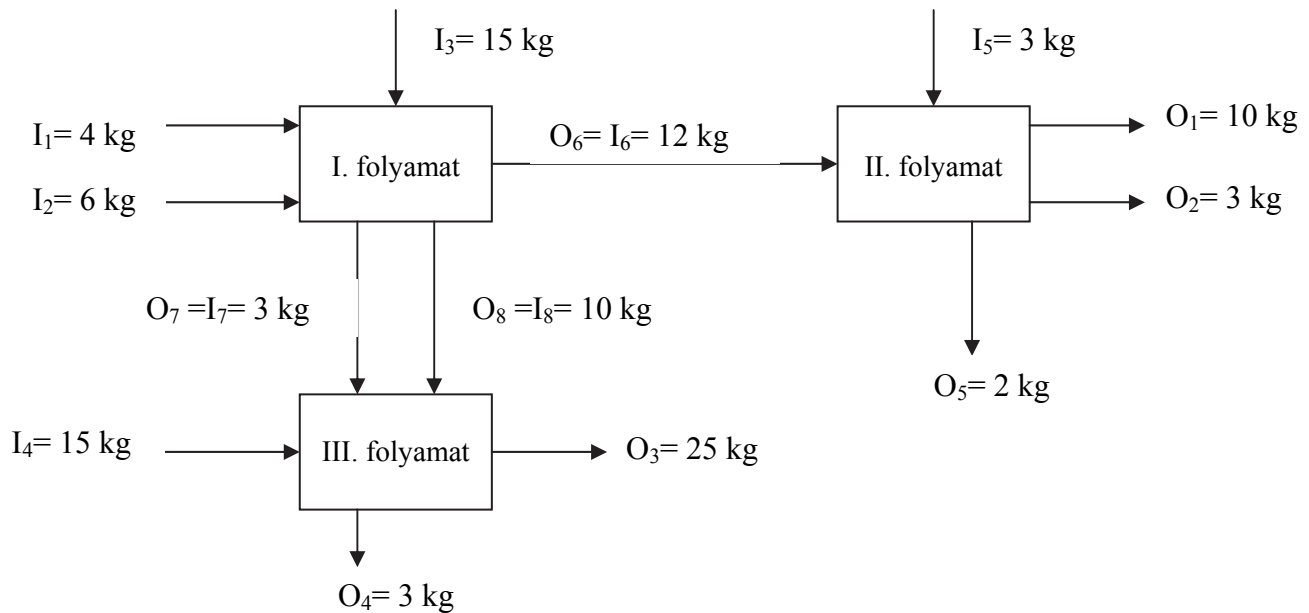 I₃= 15 kg
I₅= 3 kg
I₁= 4 kg
I. folyamat
O₆= I₆= 12 kg
II. folyamat
O₁= 10 kg
I₂= 6 kg
O₂= 3 kg
O₇ =I₇= 3 kg
O₈ =I₈= 10 kg
O₅= 2 kg
I₄= 15 kg
III. folyamat
O₃= 25 kg
O₄= 3 kg